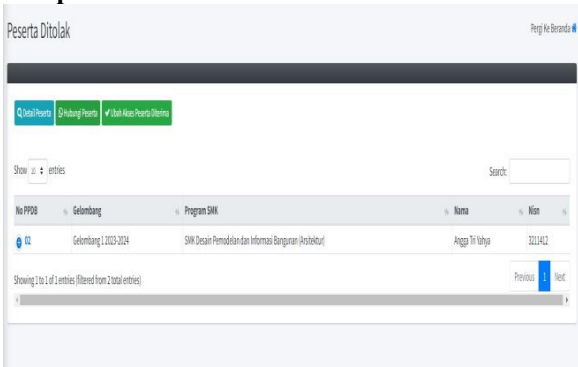 Peserta Ditolak
Pergi Ke Beranda
Detail Peserta Hubungi Peserta Ubah Akses Peserta Diterima
Show 10 entries Search:
No PPDB Gelombang Program SMK Nama Nisn
02 Gelombang 1 2023-2024 SMK Desain Pemodelan dan Informasi Bangunan (Arsitektur) Angga Tri Yahya 3211412
Showing 1 to 1 of 1 entries (filtered from 2 total entries)
Previous 1 Next